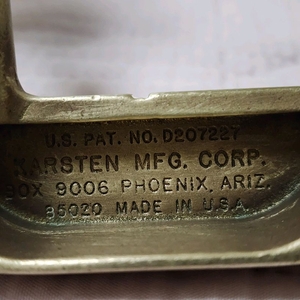 U.S. PAT. NO. D207227
KARSTEN MFG. CORP.
BOX 9006 PHOENIX, ARIZ.
85020 MADE IN U.S.A.